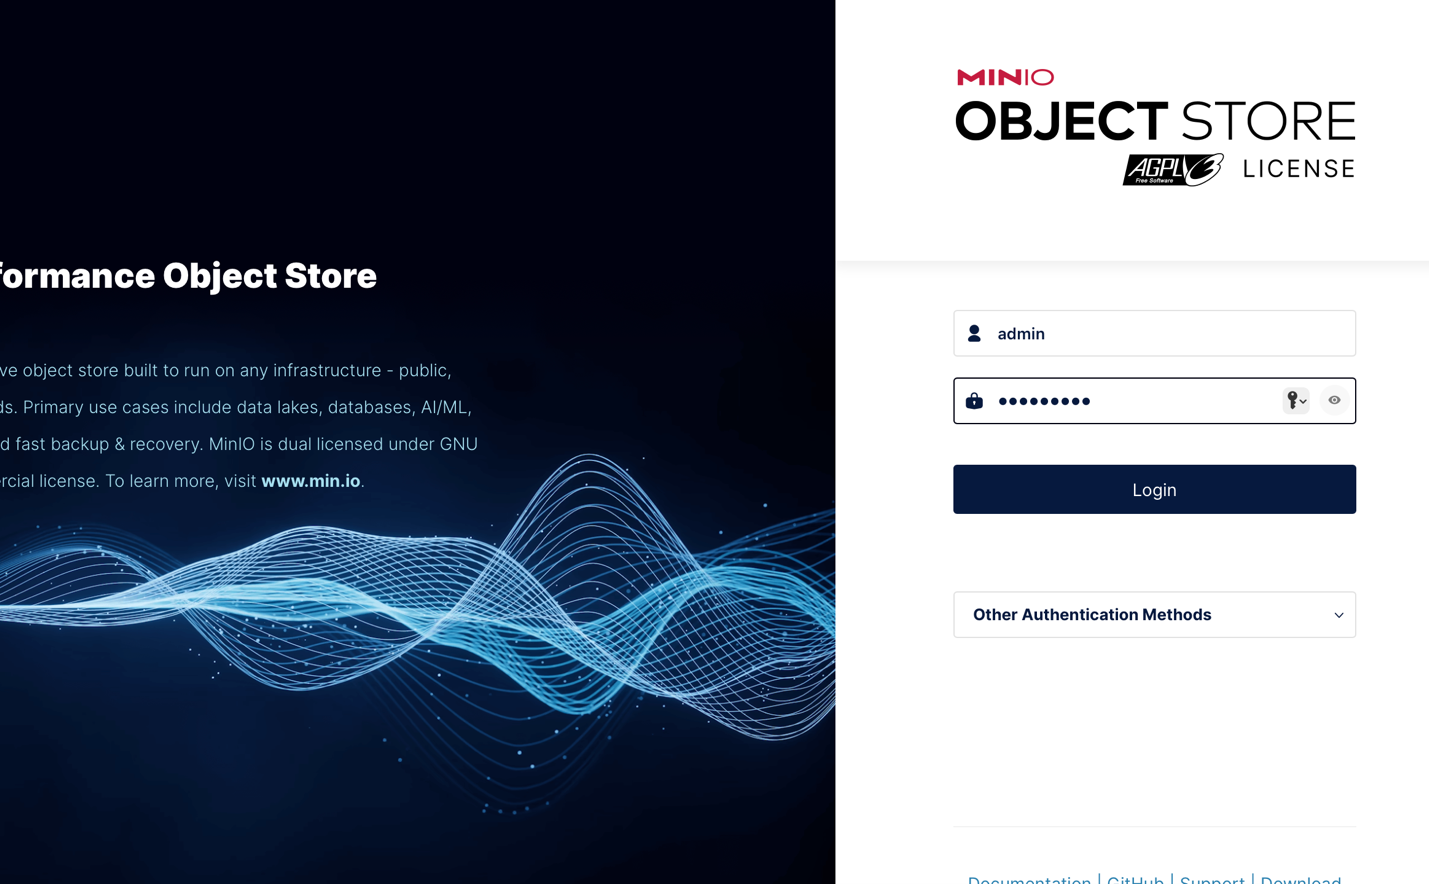 formance Object Store
ve object store built to run on any infrastructure - public,
ds. Primary use cases include data lakes, databases, AI/ML,
d fast backup & recovery. MinIO is dual licensed under GNU
rcial license. To learn more, visit www.min.io.
MINIO
OBJECT STORE
AGPL v3 LICENSE
Free Software
admin
•••••••••
Login
Other Authentication Methods
Documentation | GitHub | Support | Download